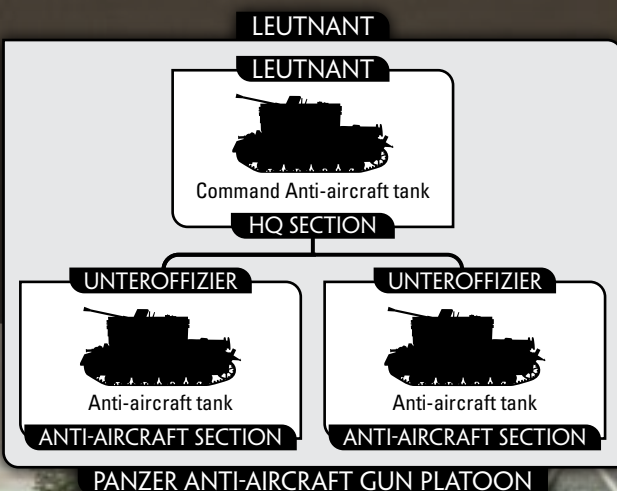 LEUTNANT
LEUTNANT
Command Anti-aircraft tank
HQ SECTION
UNTEROFFIZIER UNTEROFFIZIER
Anti-aircraft tank Anti-aircraft tank
ANTI-AIRCRAFT SECTION ANTI-AIRCRAFT SECTION
PANZER ANTI-AIRCRAFT GUN PLATOON